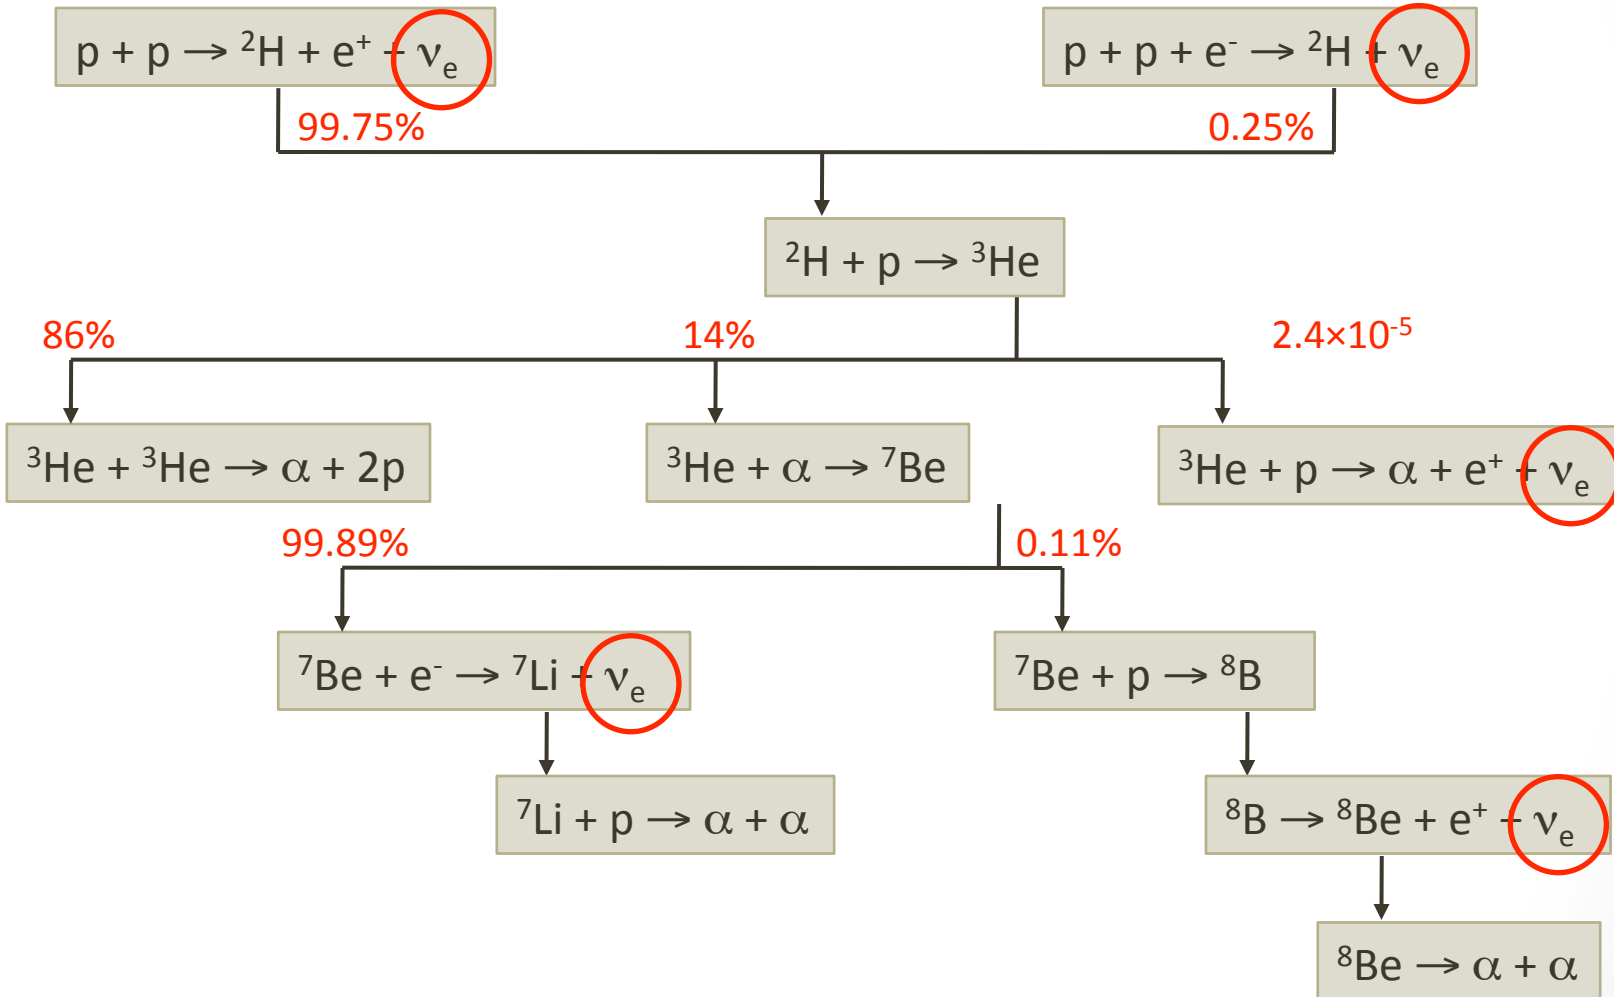 p + p → ²H + e⁺ + νₑ
p + p + e⁻ → ²H + νₑ
99.75%
0.25%
²H + p → ³He
86%
14%
2.4×10⁻⁵
³He + ³He → α + 2p
³He + α → ⁷Be
³He + p → α + e⁺ + νₑ
99.89%
0.11%
⁷Be + e⁻ → ⁷Li + νₑ
⁷Be + p → ⁸B
⁷Li + p → α + α
⁸B → ⁸Be + e⁺ + νₑ
⁸Be → α + α